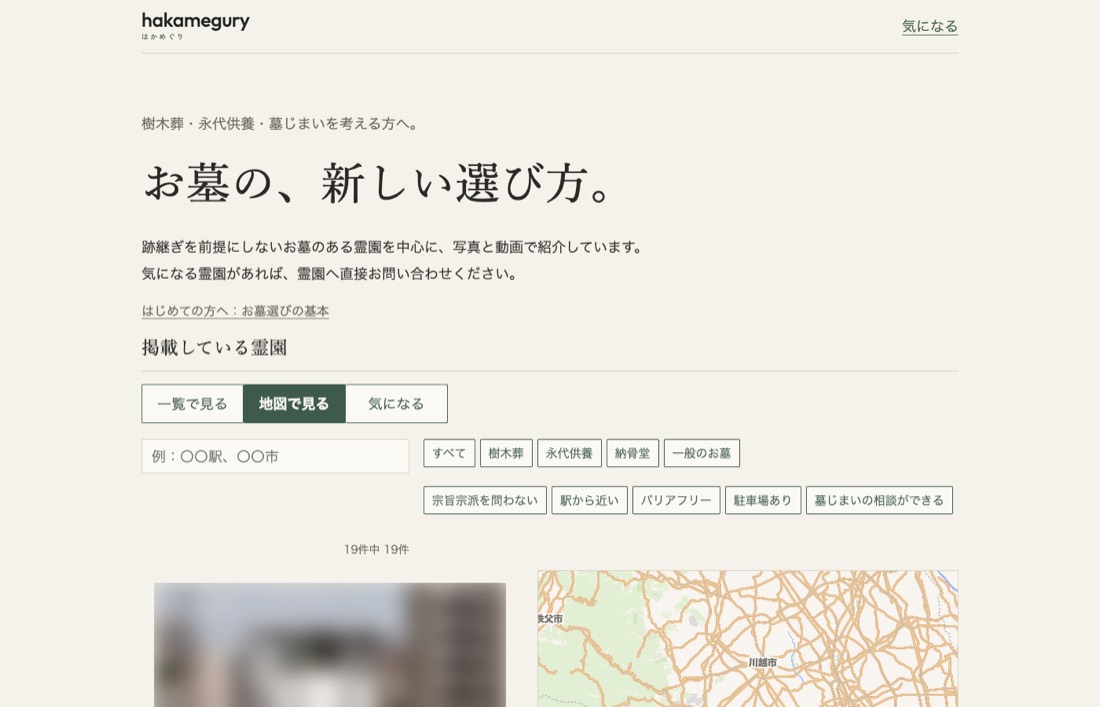 hakamegury
はかめぐり
気になる
樹木葬・永代供養・墓じまいを考える方へ。
お墓の、新しい選び方。
跡継ぎを前提にしないお墓のある霊園を中心に、写真と動画で紹介しています。
気になる霊園があれば、霊園へ直接お問い合わせください。
はじめての方へ：お墓選びの基本
掲載している霊園
一覧で見る 地図で見る 気になる
例：〇〇駅、〇〇市
すべて 樹木葬 永代供養 納骨堂 一般のお墓
宗旨宗派を問わない 駅から近い バリアフリー 駐車場あり 墓じまいの相談ができる
19件中 19件
秩父市
川越市